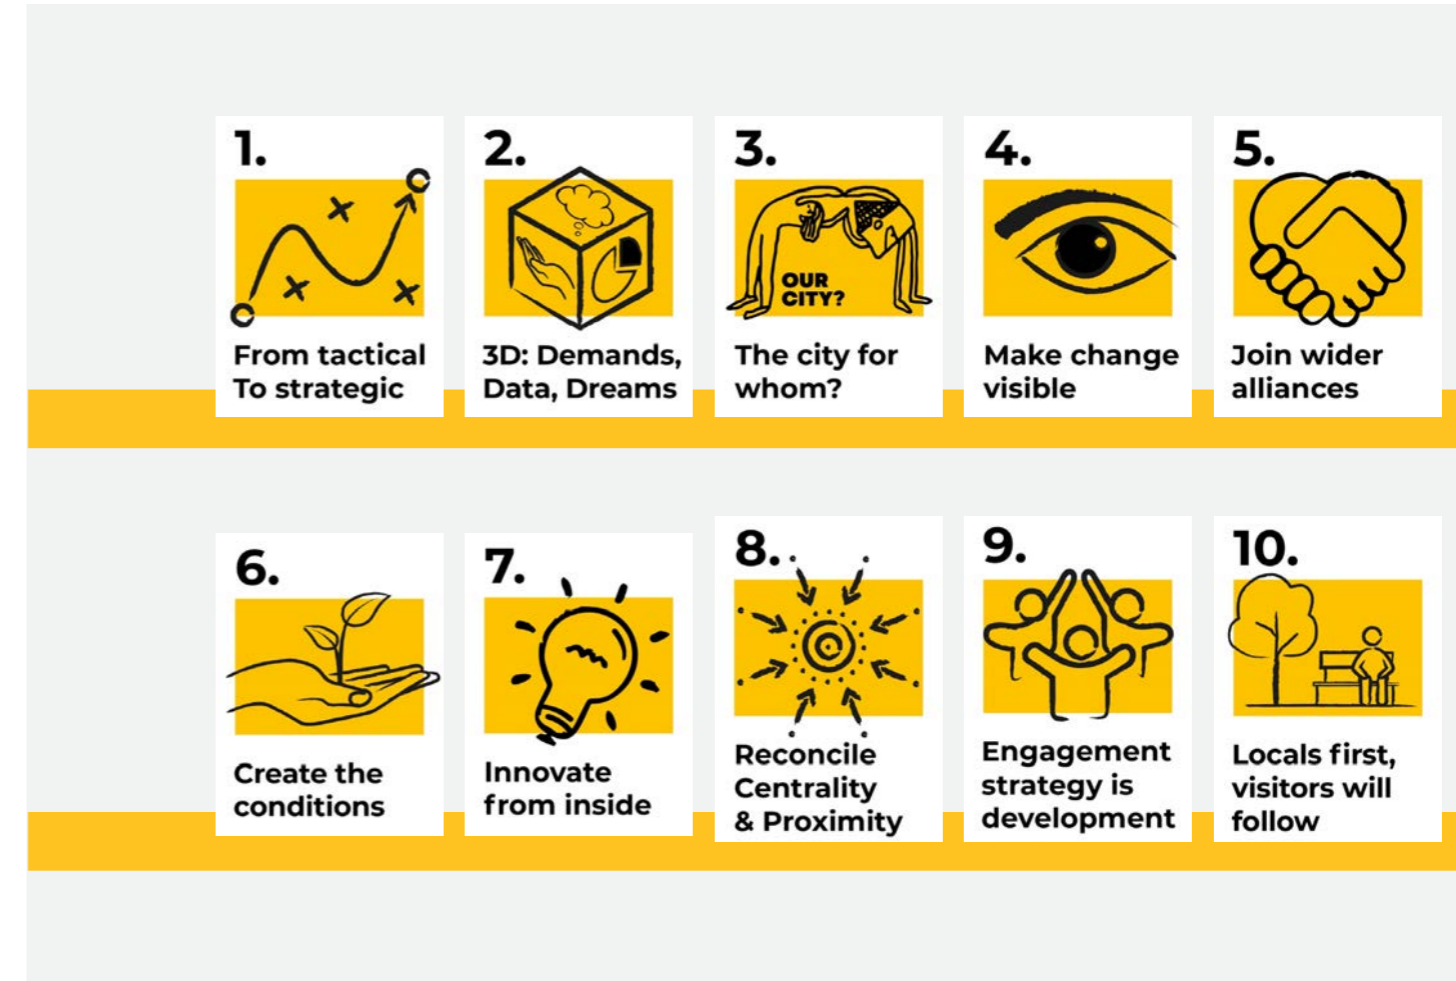 1.
From tactical
To strategic
2.
3D: Demands,
Data, Dreams
3.
OUR
CITY?
The city for
whom?
4.
Make change
visible
5.
Join wider
alliances
6.
Create the
conditions
7.
Innovate
from inside
8.
Reconcile
Centrality
& Proximity
9.
Engagement
strategy is
development
10.
Locals first,
visitors will
follow